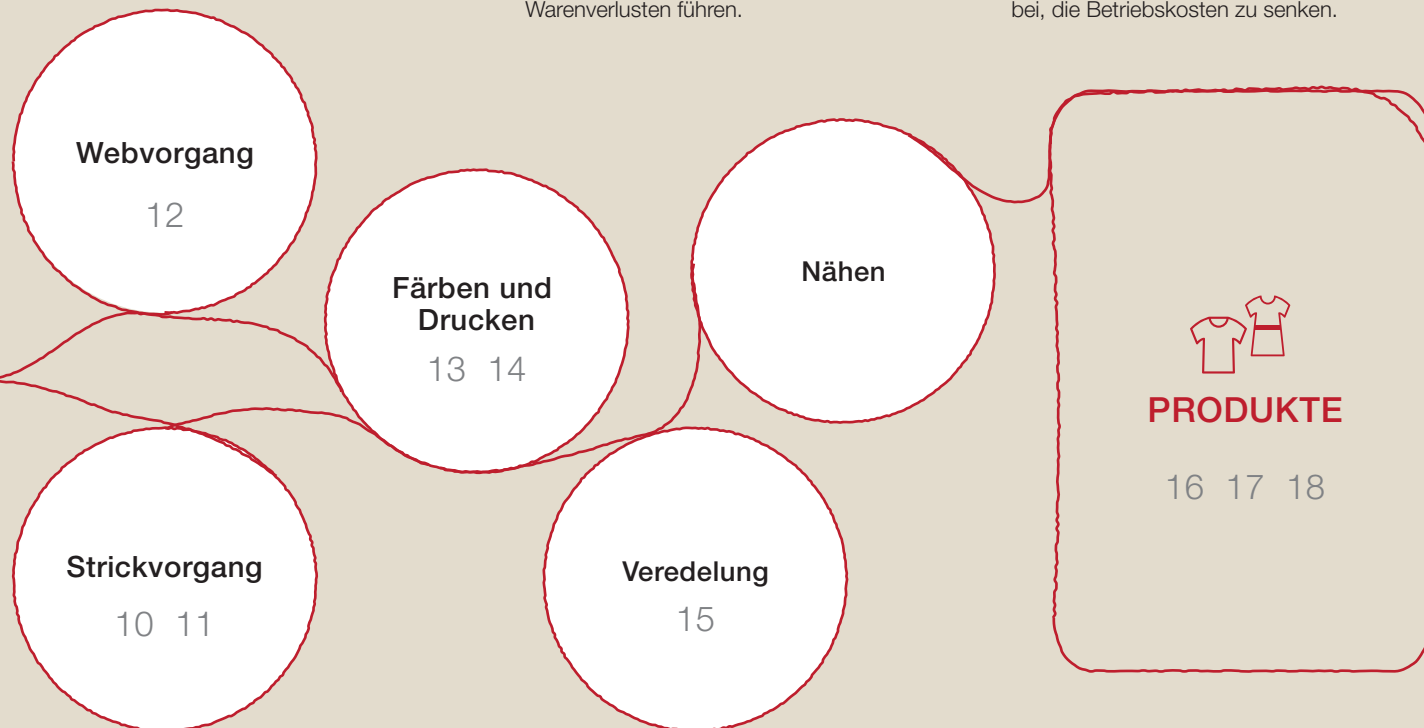 Warenverlusten führen.
bei, die Betriebskosten zu senken.
Webvorgang
12
Färben und
Drucken
13 14
Nähen
PRODUKTE
16 17 18
Strickvorgang
10 11
Veredelung
15